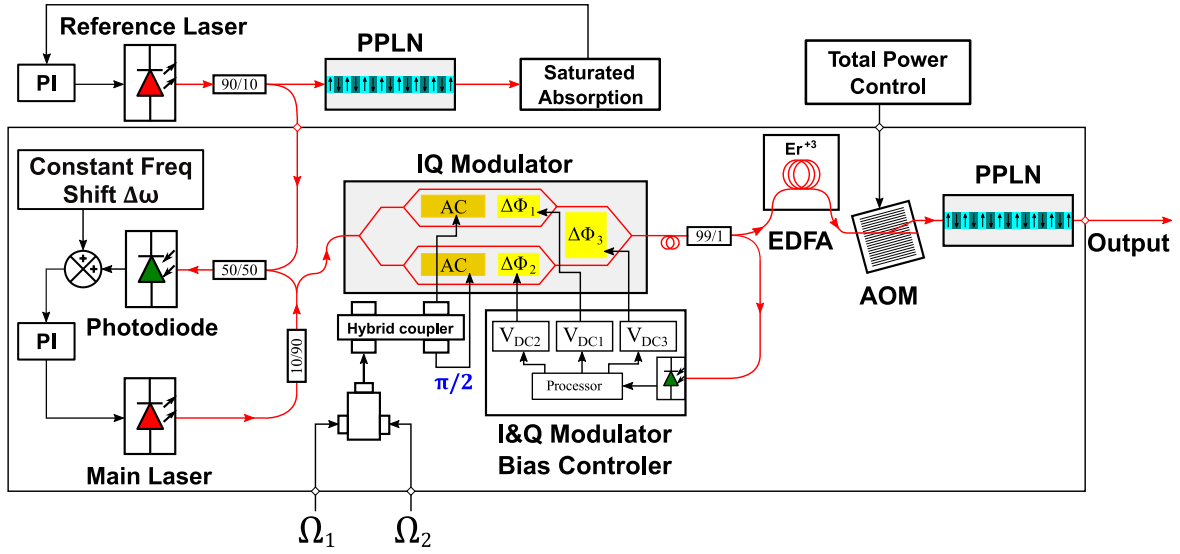 Reference Laser
PI
90/10
PPLN
Saturated
Absorption
Total Power
Control
Constant Freq
Shift Δω
Photodiode
50/50
PI
10/90
Main Laser
IQ Modulator
AC
ΔΦ1
AC
ΔΦ2
ΔΦ3
Hybrid coupler
π/2
VDC2
VDC1
VDC3
Processor
I&Q Modulator
Bias Controler
99/1
Er+3
EDFA
AOM
PPLN
Output
Ω1
Ω2